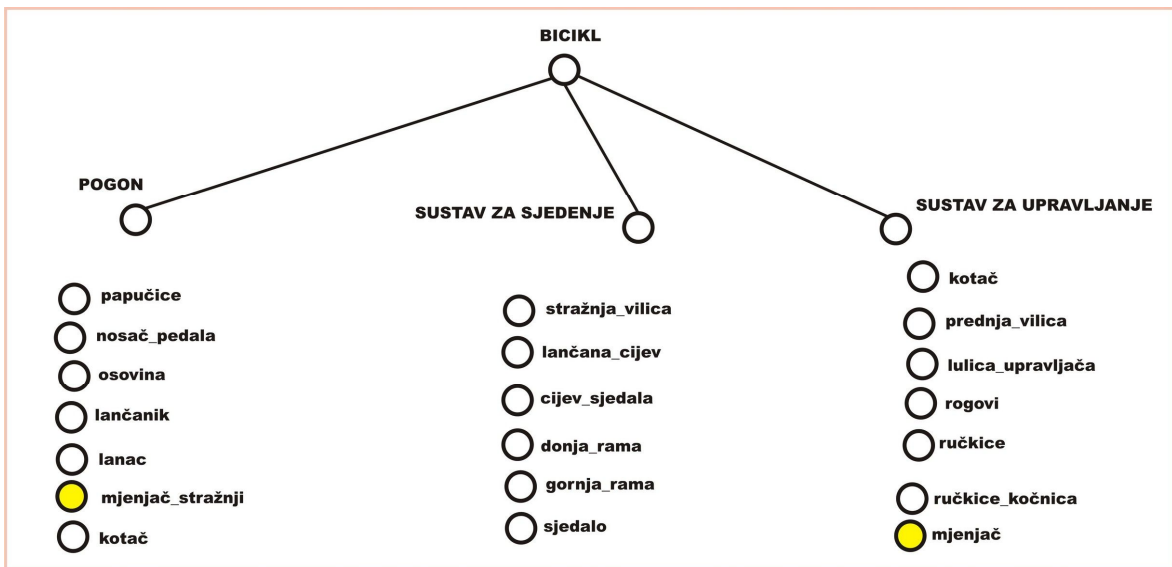 BICIKL
POGON
papučice
nosač_pedala
osovina
lančanik
lanac
mjenjač_stražnji
kotač
SUSTAV ZA SJEDENJE
stražnja_vilica
lančana_cijev
cijev_sjedala
donja_rama
gornja_rama
sjedalo
SUSTAV ZA UPRAVLJANJE
kotač
prednja_vilica
lulica_upravljača
rogovi
ručkice
ručkice_kočnica
mjenjač